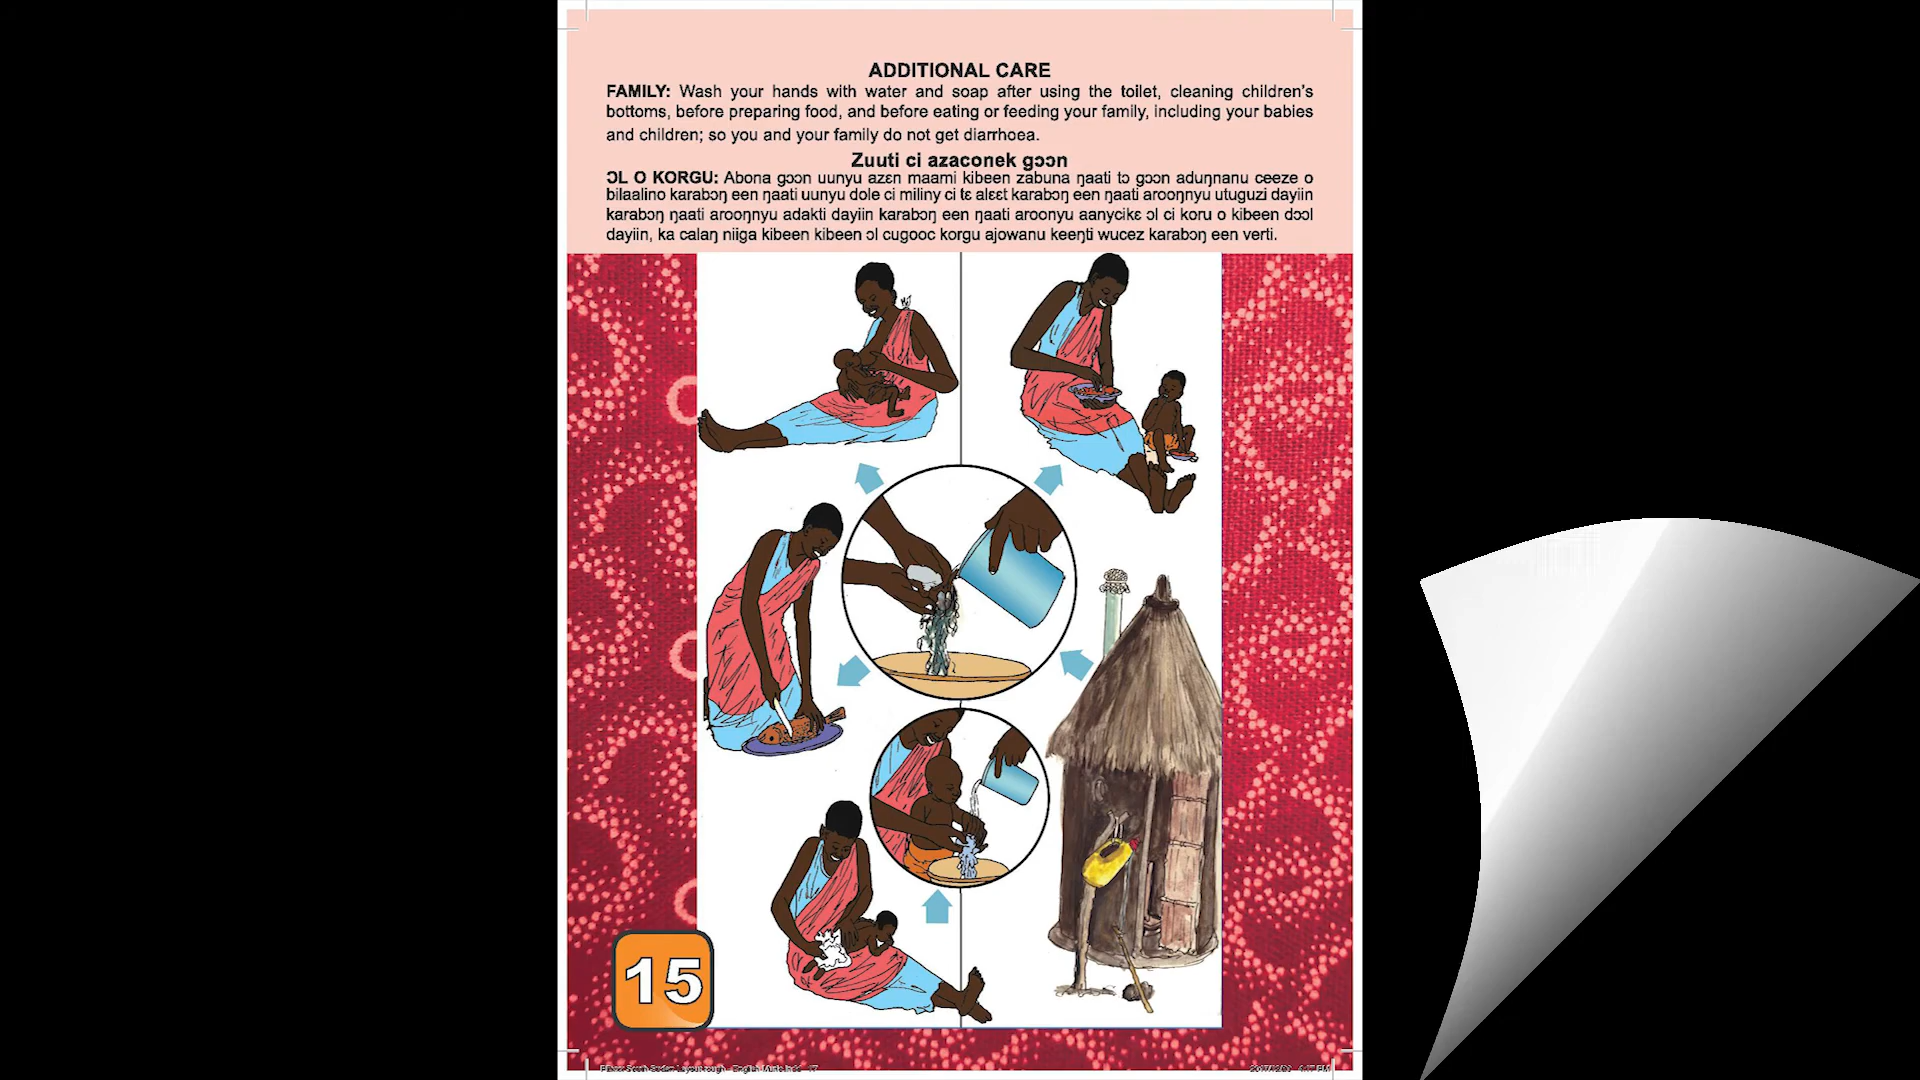 ADDITIONAL CARE
FAMILY: Wash your hands with water and soap after using the toilet, cleaning children's
bottoms, before preparing food, and before eating or feeding your family, including your babies
and children; so you and your family do not get diarrhoea.
Zuuti ci azaconek gɔɔn
ƆL O KORGU: Abona gɔɔn uunyu azɛn maami kibeen zabuna ŋaati tɔ gɔɔn aduŋnanu ceeze o
bilaalino karabɔŋ een ŋaati uunyu dole ci miliny ci tɛ alɛɛt karabɔŋ een ŋaati arooŋnyu utuguzi dayiin
karabɔŋ ŋaati arooŋnyu adakti dayiin karabɔŋ een ŋaati aroonyu aanycikɛ ɔl ci koru o kibeen dɔɔl
dayiin, ka calaŋ niiga kibeen kibeen ɔl cugooc korgu ajowanu keeŋti wucez karabɔŋ een verti.
15